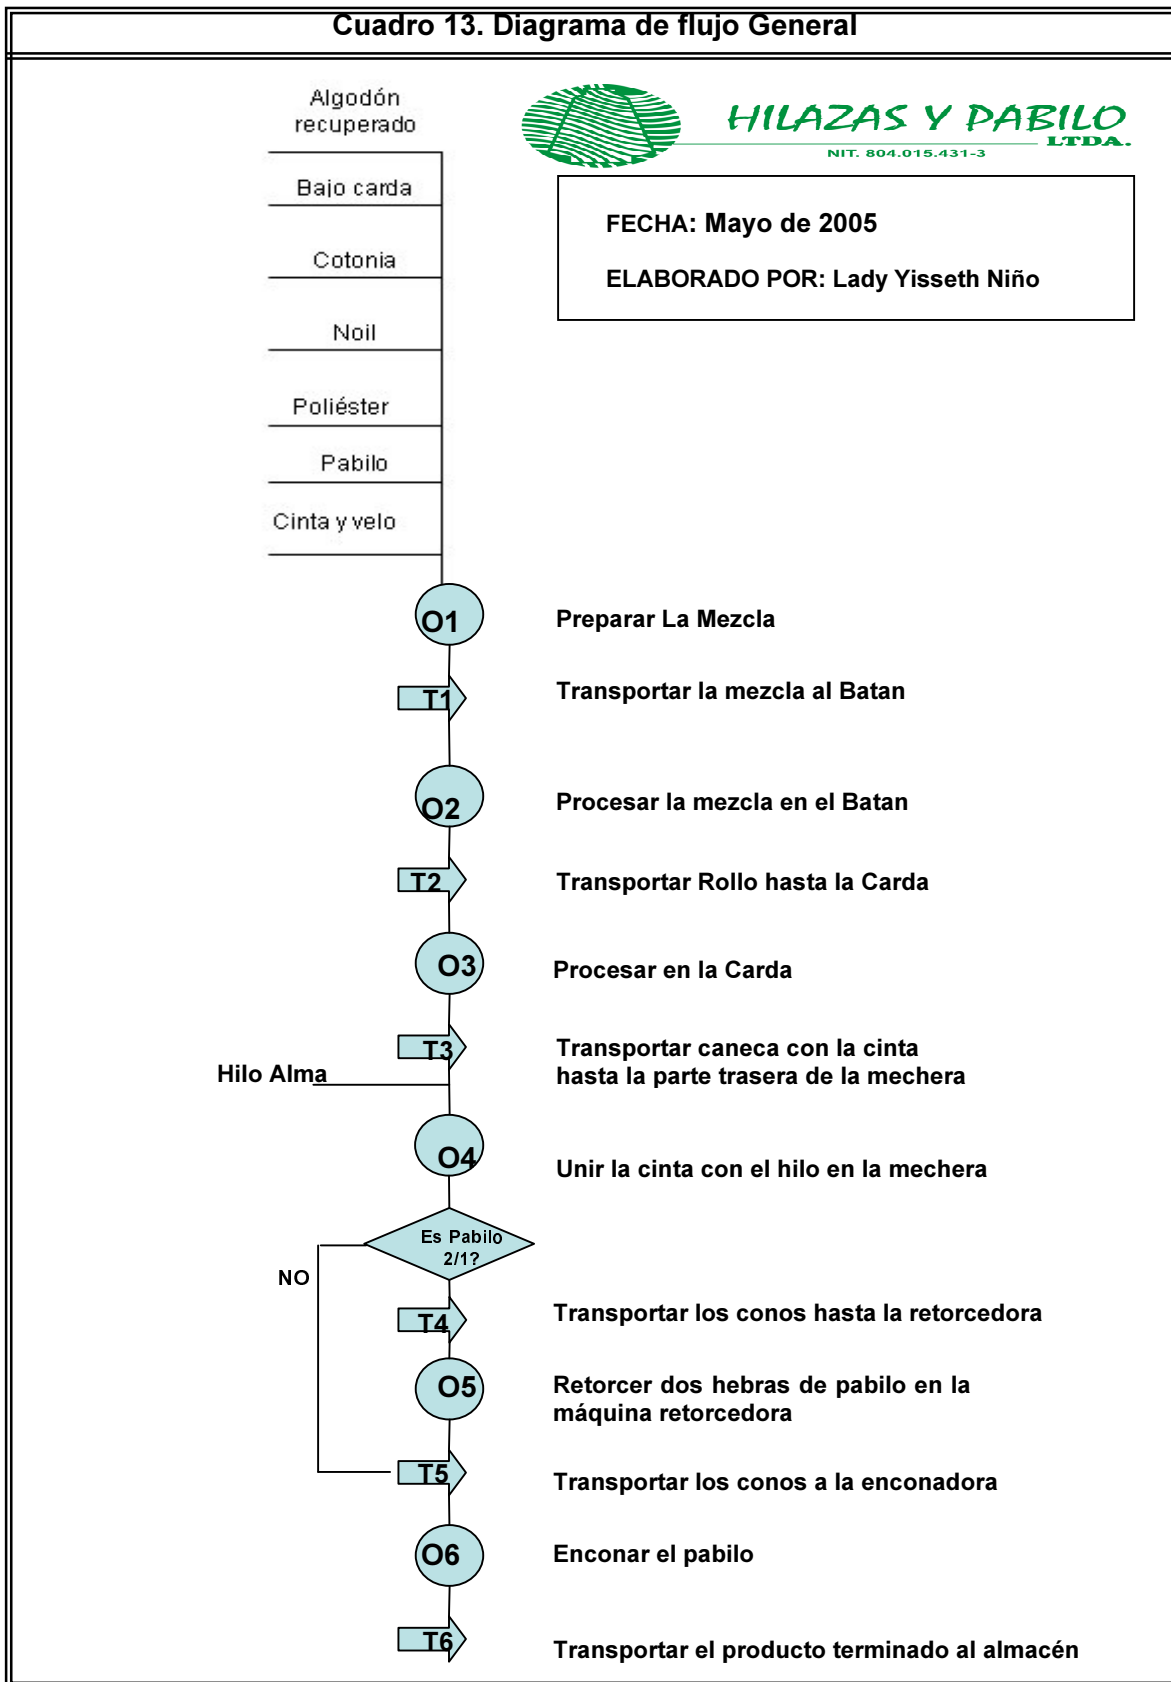 Cuadro 13. Diagrama de flujo General
Algodón
recuperado
HILAZAS Y PABILO
LTDA.
NIT. 804.015.431-3
Bajo carda
FECHA: Mayo de 2005
Cotonia
ELABORADO POR: Lady Yisseth Niño
Noil
Poliéster
Pabilo
Cinta y velo
O1
Preparar La Mezcla
T1
Transportar la mezcla al Batan
O2
Procesar la mezcla en el Batan
T2
Transportar Rollo hasta la Carda
O3
Procesar en la Carda
T3
Transportar caneca con la cinta
hasta la parte trasera de la mechera
Hilo Alma
O4
Unir la cinta con el hilo en la mechera
Es Pabilo
2/1?
NO
T4
Transportar los conos hasta la retorcedora
O5
Retorcer dos hebras de pabilo en la
máquina retorcedora
T5
Transportar los conos a la enconadora
O6
Enconar el pabilo
T6
Transportar el producto terminado al almacén